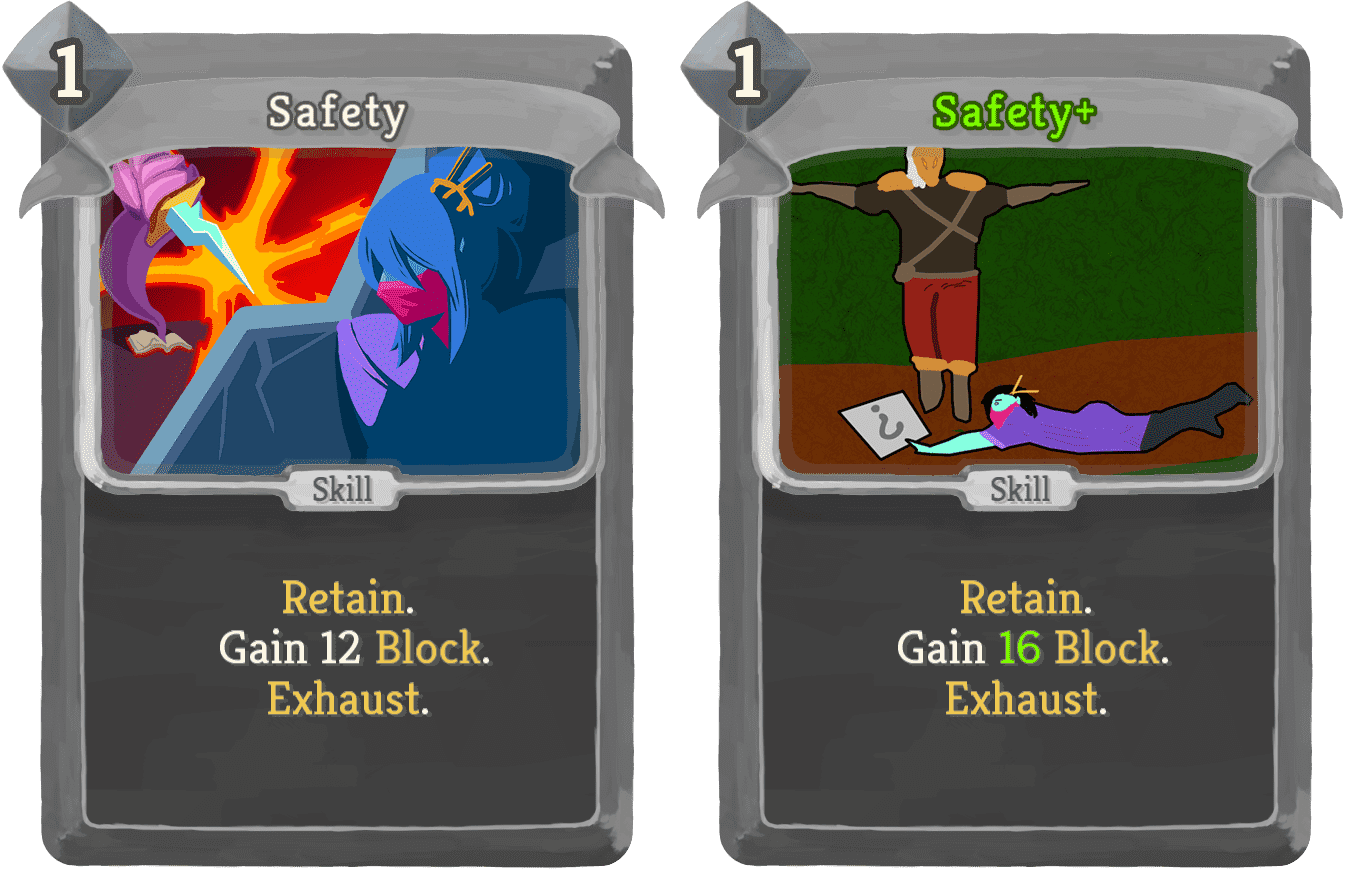 1
Safety
Skill
Retain.
Gain 12 Block.
Exhaust.
1
Safety+
¿
Skill
Retain.
Gain 16 Block.
Exhaust.